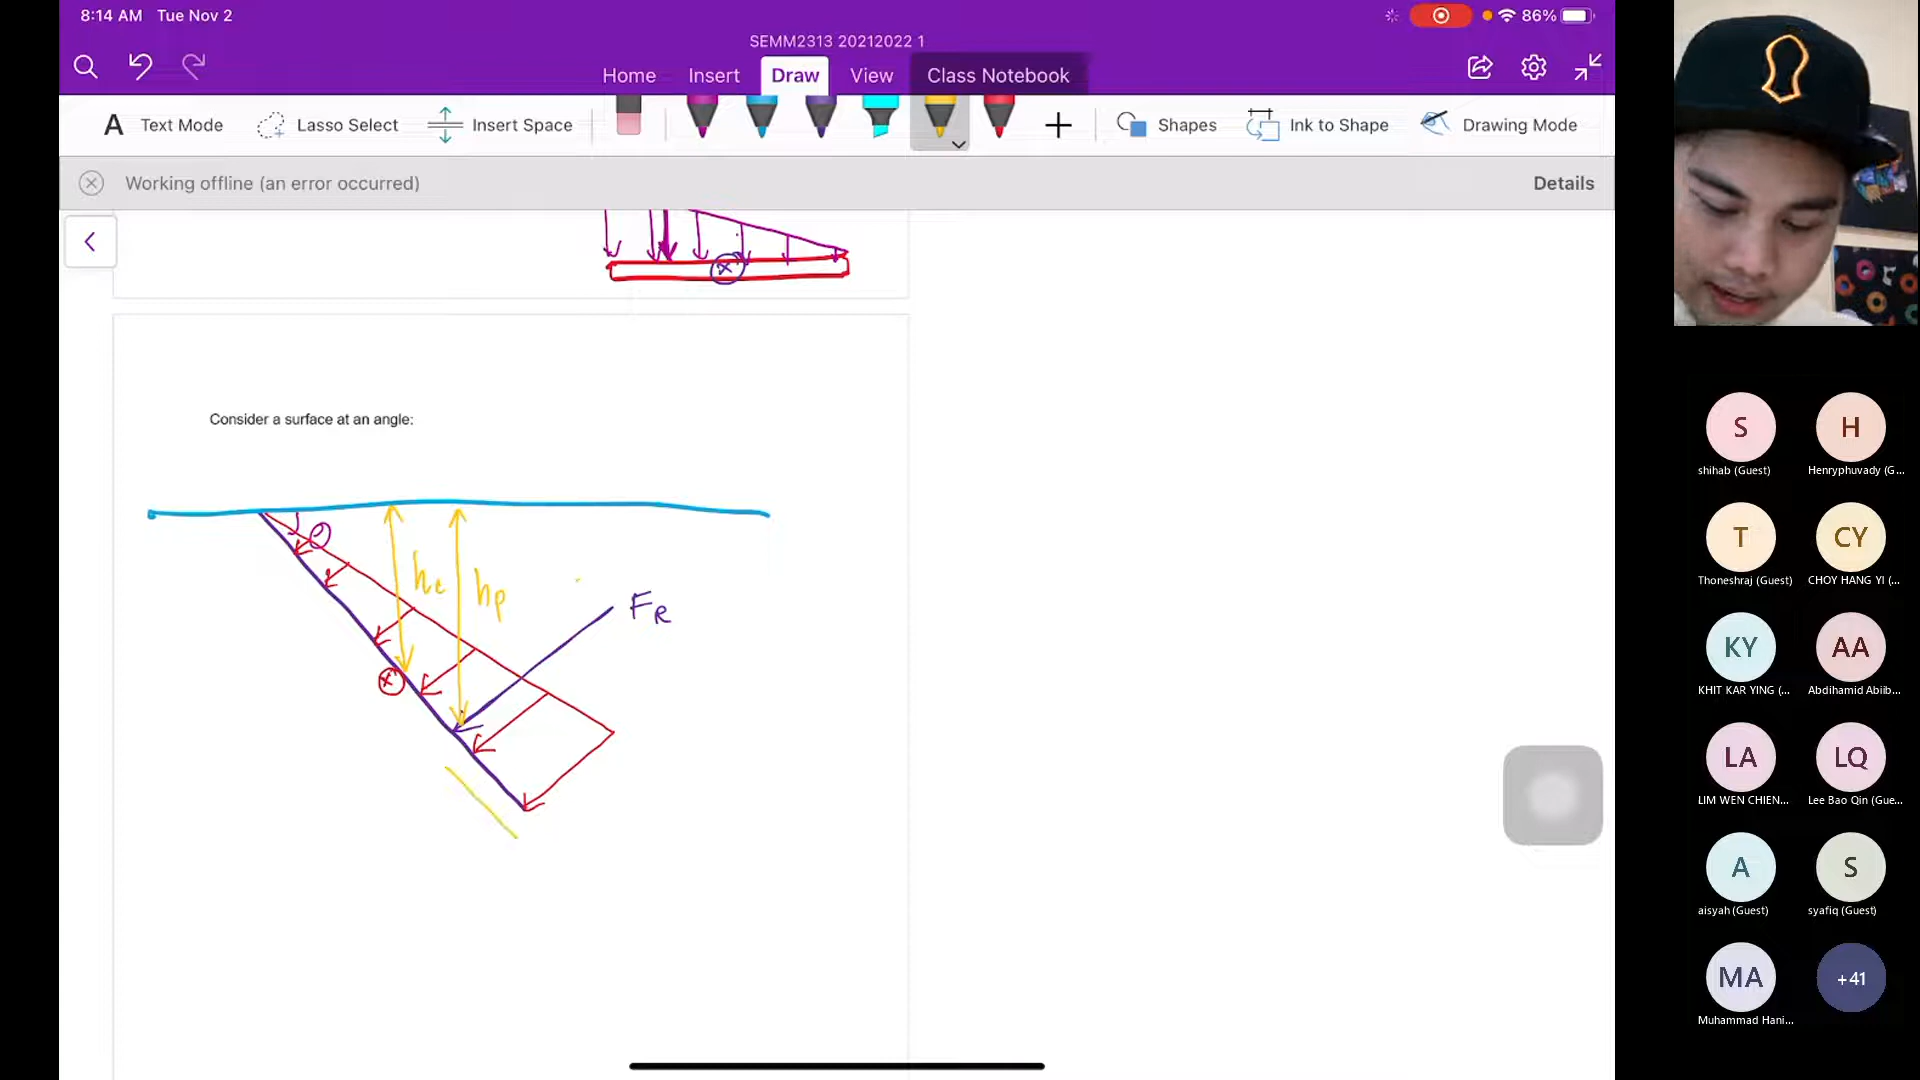 8:14 AM Tue Nov 2
86%
SEMM2313 20212022 1
Home Insert Draw View Class Notebook
A Text Mode Lasso Select Insert Space Shapes Ink to Shape Drawing Mode
Working offline (an error occurred) Details
x
Consider a surface at an angle:
θ
hc
hp
FR
x
S H
shihab (Guest) Henryphuvady (G...
T CY
Thoneshraj (Guest) CHOY HANG YI (...
KY AA
KHIT KAR YING (... Abdihamid Abiib...
LA LQ
LIM WEN CHIEN... Lee Bao Qin (Gue...
A S
aisyah (Guest) syafiq (Guest)
MA +41
Muhammad Hani...